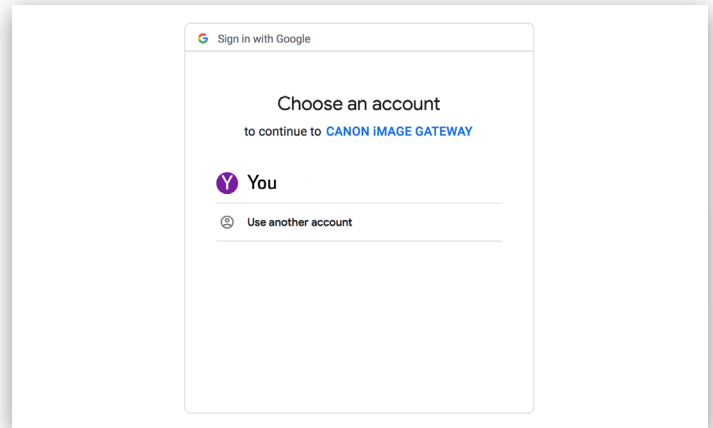 Sign in with Google
Choose an account
to continue to CANON iMAGE GATEWAY
Y You
Use another account